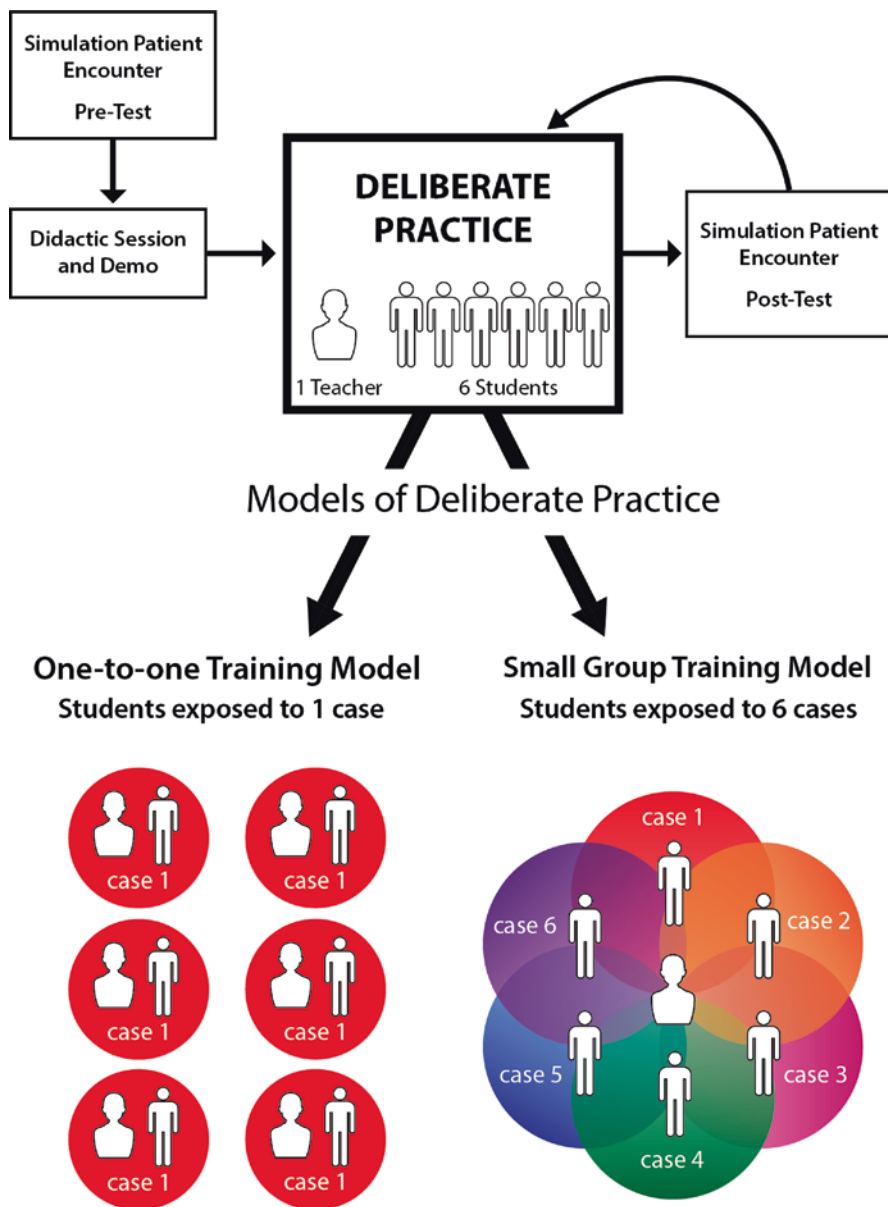 Simulation Patient
Encounter
Pre-Test
Didactic Session
and Demo
DELIBERATE
PRACTICE
1 Teacher
6 Students
Simulation Patient
Encounter
Post-Test
Models of Deliberate Practice
One-to-one Training Model
Students exposed to 1 case
case 1
case 1
case 1
case 1
case 1
case 1
Small Group Training Model
Students exposed to 6 cases
case 1
case 2
case 3
case 4
case 5
case 6